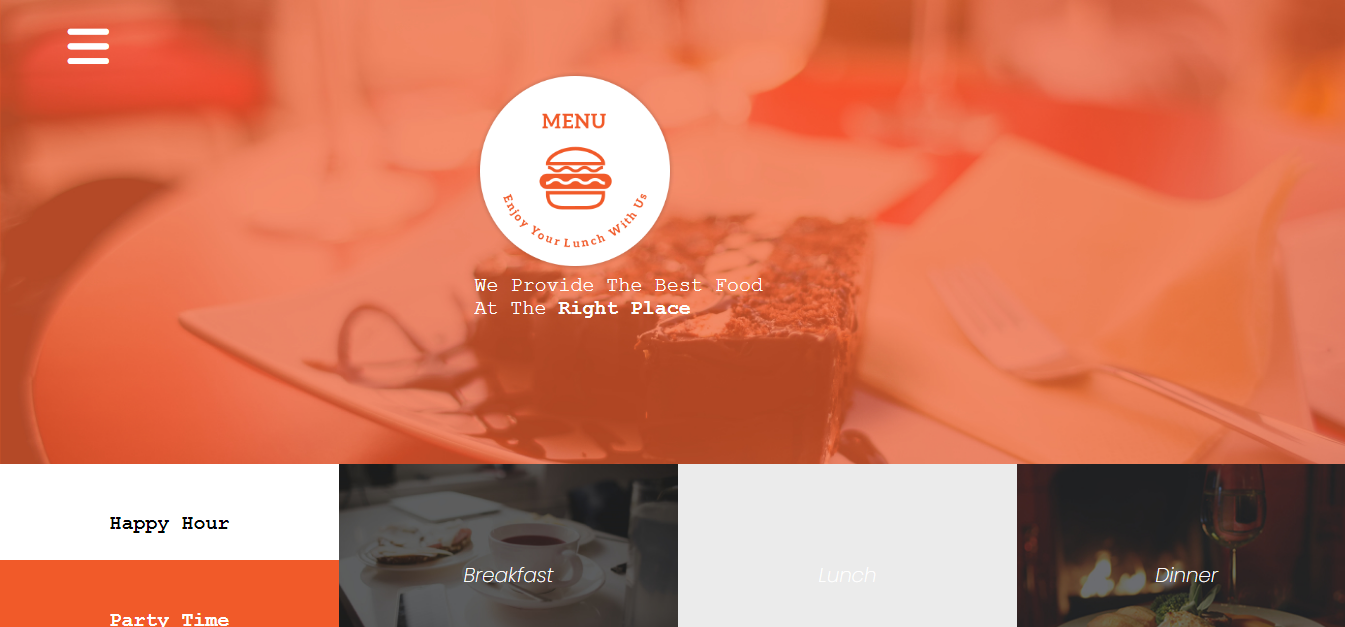 MENU
Enjoy Your Lunch With Us
We Provide The Best Food
At The Right Place
Happy Hour
Party Time
Breakfast
Lunch
Dinner